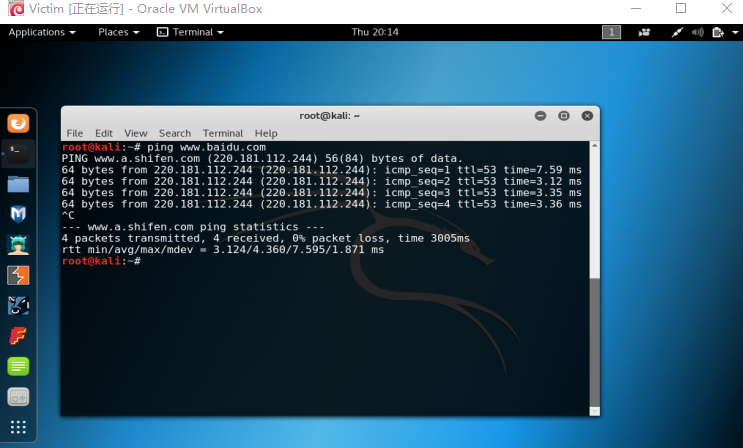 Victim [正在运行] - Oracle VM VirtualBox
Applications Places Terminal Thu 20:14 1
root@kali: ~
File Edit View Search Terminal Help
root@kali:~# ping www.baidu.com
PING www.a.shifen.com (220.181.112.244) 56(84) bytes of data.
64 bytes from 220.181.112.244 (220.181.112.244): icmp_seq=1 ttl=53 time=7.59 ms
64 bytes from 220.181.112.244 (220.181.112.244): icmp_seq=2 ttl=53 time=3.12 ms
64 bytes from 220.181.112.244 (220.181.112.244): icmp_seq=3 ttl=53 time=3.35 ms
64 bytes from 220.181.112.244 (220.181.112.244): icmp_seq=4 ttl=53 time=3.36 ms
^C
--- www.a.shifen.com ping statistics ---
4 packets transmitted, 4 received, 0% packet loss, time 3005ms
rtt min/avg/max/mdev = 3.124/4.360/7.595/1.871 ms
root@kali:~#